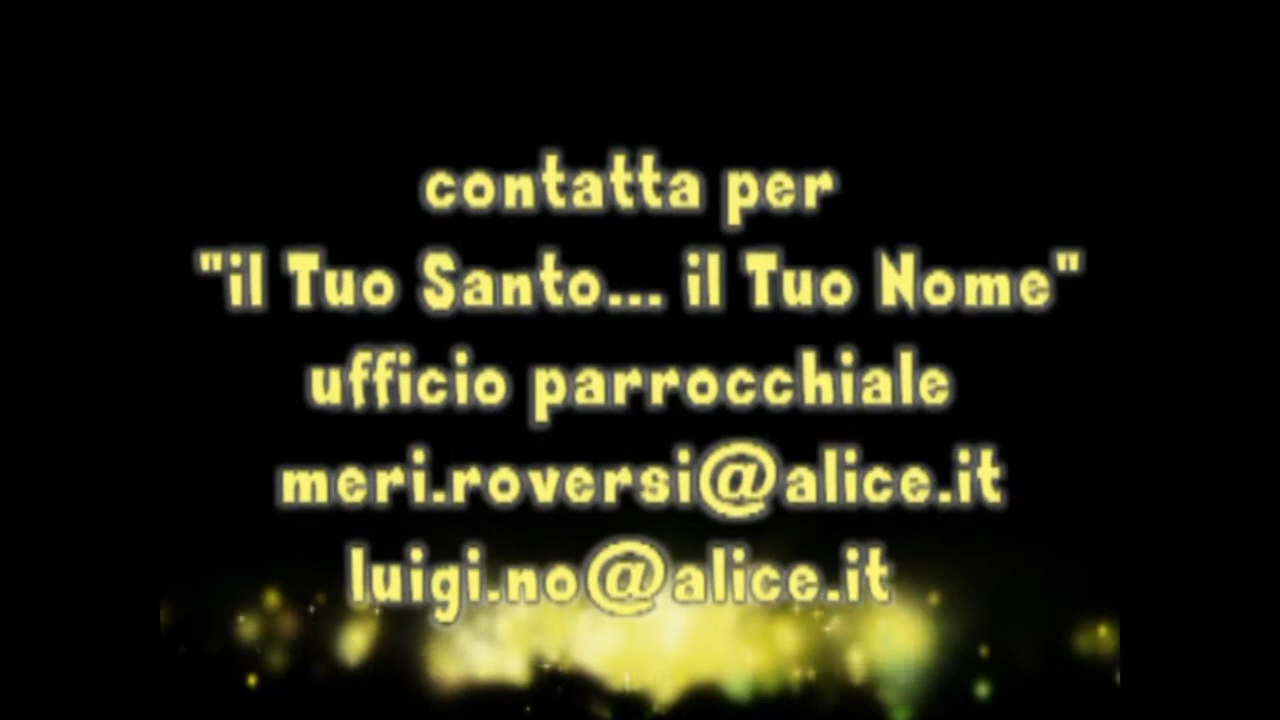 contatta per
"il Tuo Santo... il Tuo Nome"
ufficio parrocchiale
meri.roversi@alice.it
luigi.no@alice.it